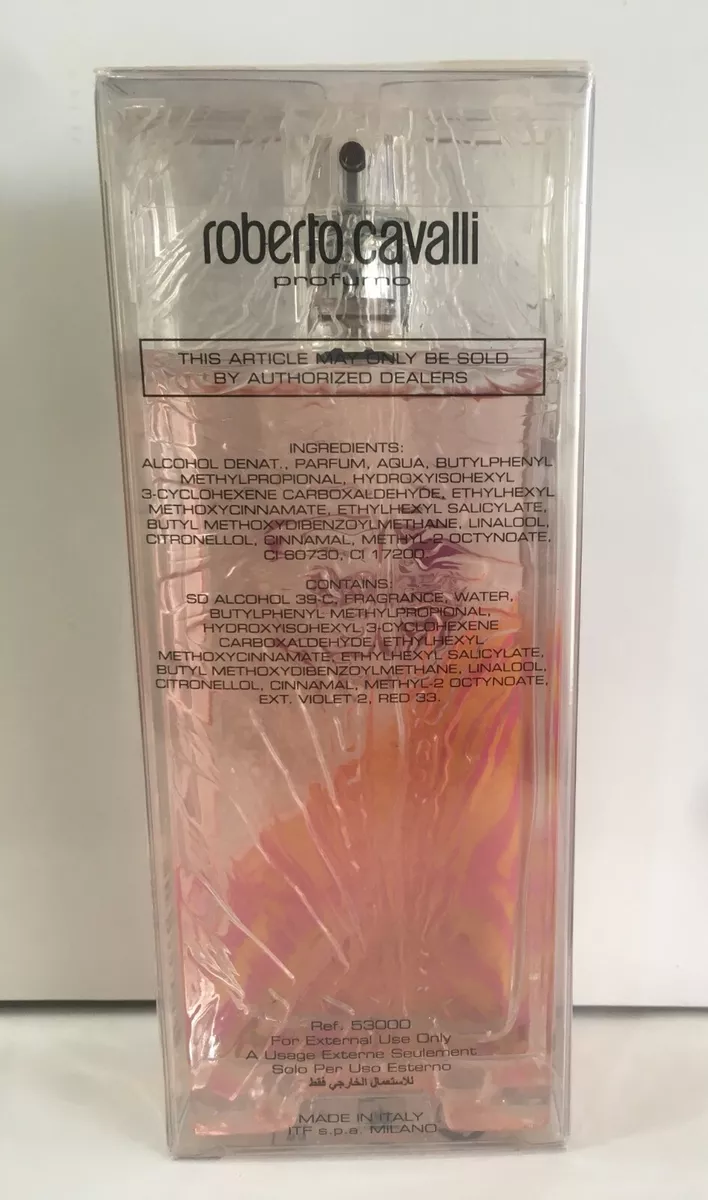 roberto cavalli
profumo
THIS ARTICLE MAY ONLY BE SOLD
BY AUTHORIZED DEALERS
INGREDIENTS:
ALCOHOL DENAT., PARFUM, AQUA, BUTYLPHENYL
METHYLPROPIONAL, HYDROXYISOHEXYL
3-CYCLOHEXENE CARBOXALDEHYDE, ETHYLHEXYL
METHOXYCINNAMATE, ETHYLHEXYL SALICYLATE,
BUTYL METHOXYDIBENZOYLMETHANE, LINALOOL,
CITRONELLOL, CINNAMAL, METHYL-2-OCTYNOATE,
CI 60730, CI 17200.
CONTAINS:
SD ALCOHOL 39-C, FRAGRANCE, WATER,
BUTYLPHENYL METHYLPROPIONAL,
HYDROXYISOHEXYL 3-CYCLOHEXENE
CARBOXALDEHYDE, ETHYLHEXYL
METHOXYCINNAMATE, ETHYLHEXYL SALICYLATE,
BUTYL METHOXYDIBENZOYLMETHANE, LINALOOL,
CITRONELLOL, CINNAMAL, METHYL-2 OCTYNOATE,
EXT. VIOLET 2, RED 33.
Ref. 53000
For External Use Only
A Usage Externe Seulement
Solo Per Uso Esterno
للاستعمال الخارجي فقط
MADE IN ITALY
ITF s.p.a. MILANO